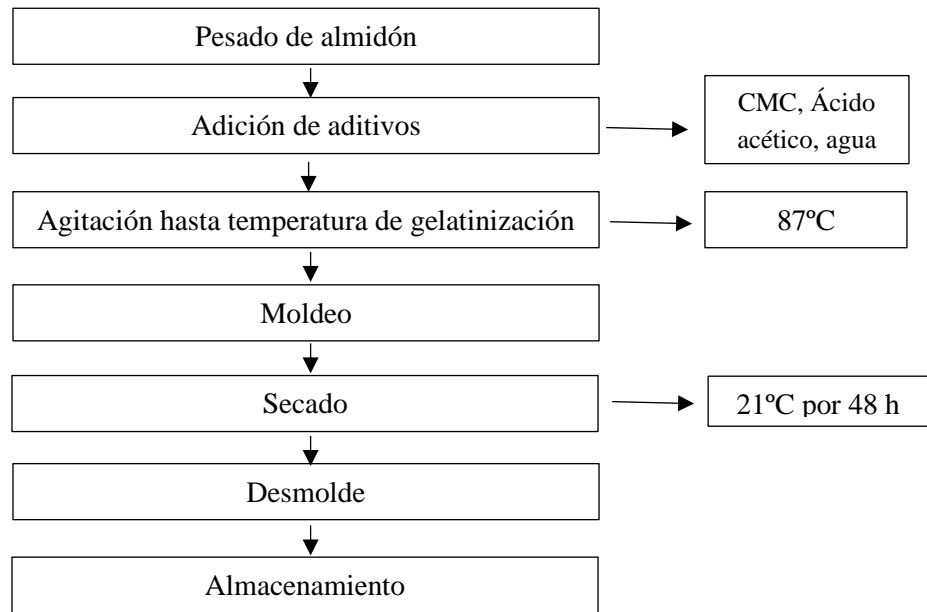 Pesado de almidón
Adición de aditivos
CMC, Ácido
acético, agua
Agitación hasta temperatura de gelatinización
87ºC
Moldeo
Secado
21ºC por 48 h
Desmolde
Almacenamiento